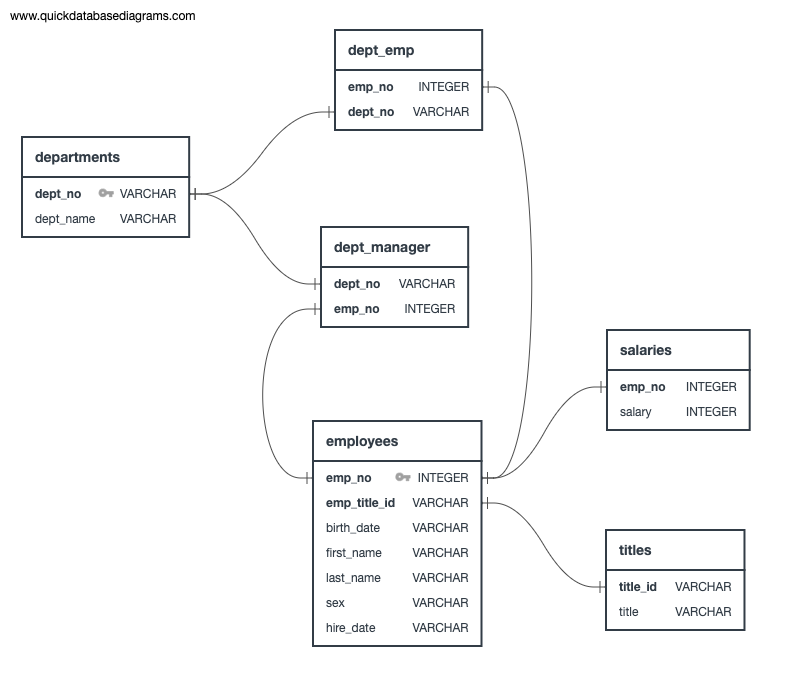 www.quickdatabasediagrams.com
dept_emp
emp_no INTEGER
dept_no VARCHAR
departments
dept_no VARCHAR
dept_name VARCHAR
dept_manager
dept_no VARCHAR
emp_no INTEGER
salaries
emp_no INTEGER
salary INTEGER
employees
emp_no INTEGER
emp_title_id VARCHAR
birth_date VARCHAR
first_name VARCHAR
last_name VARCHAR
sex VARCHAR
hire_date VARCHAR
titles
title_id VARCHAR
title VARCHAR